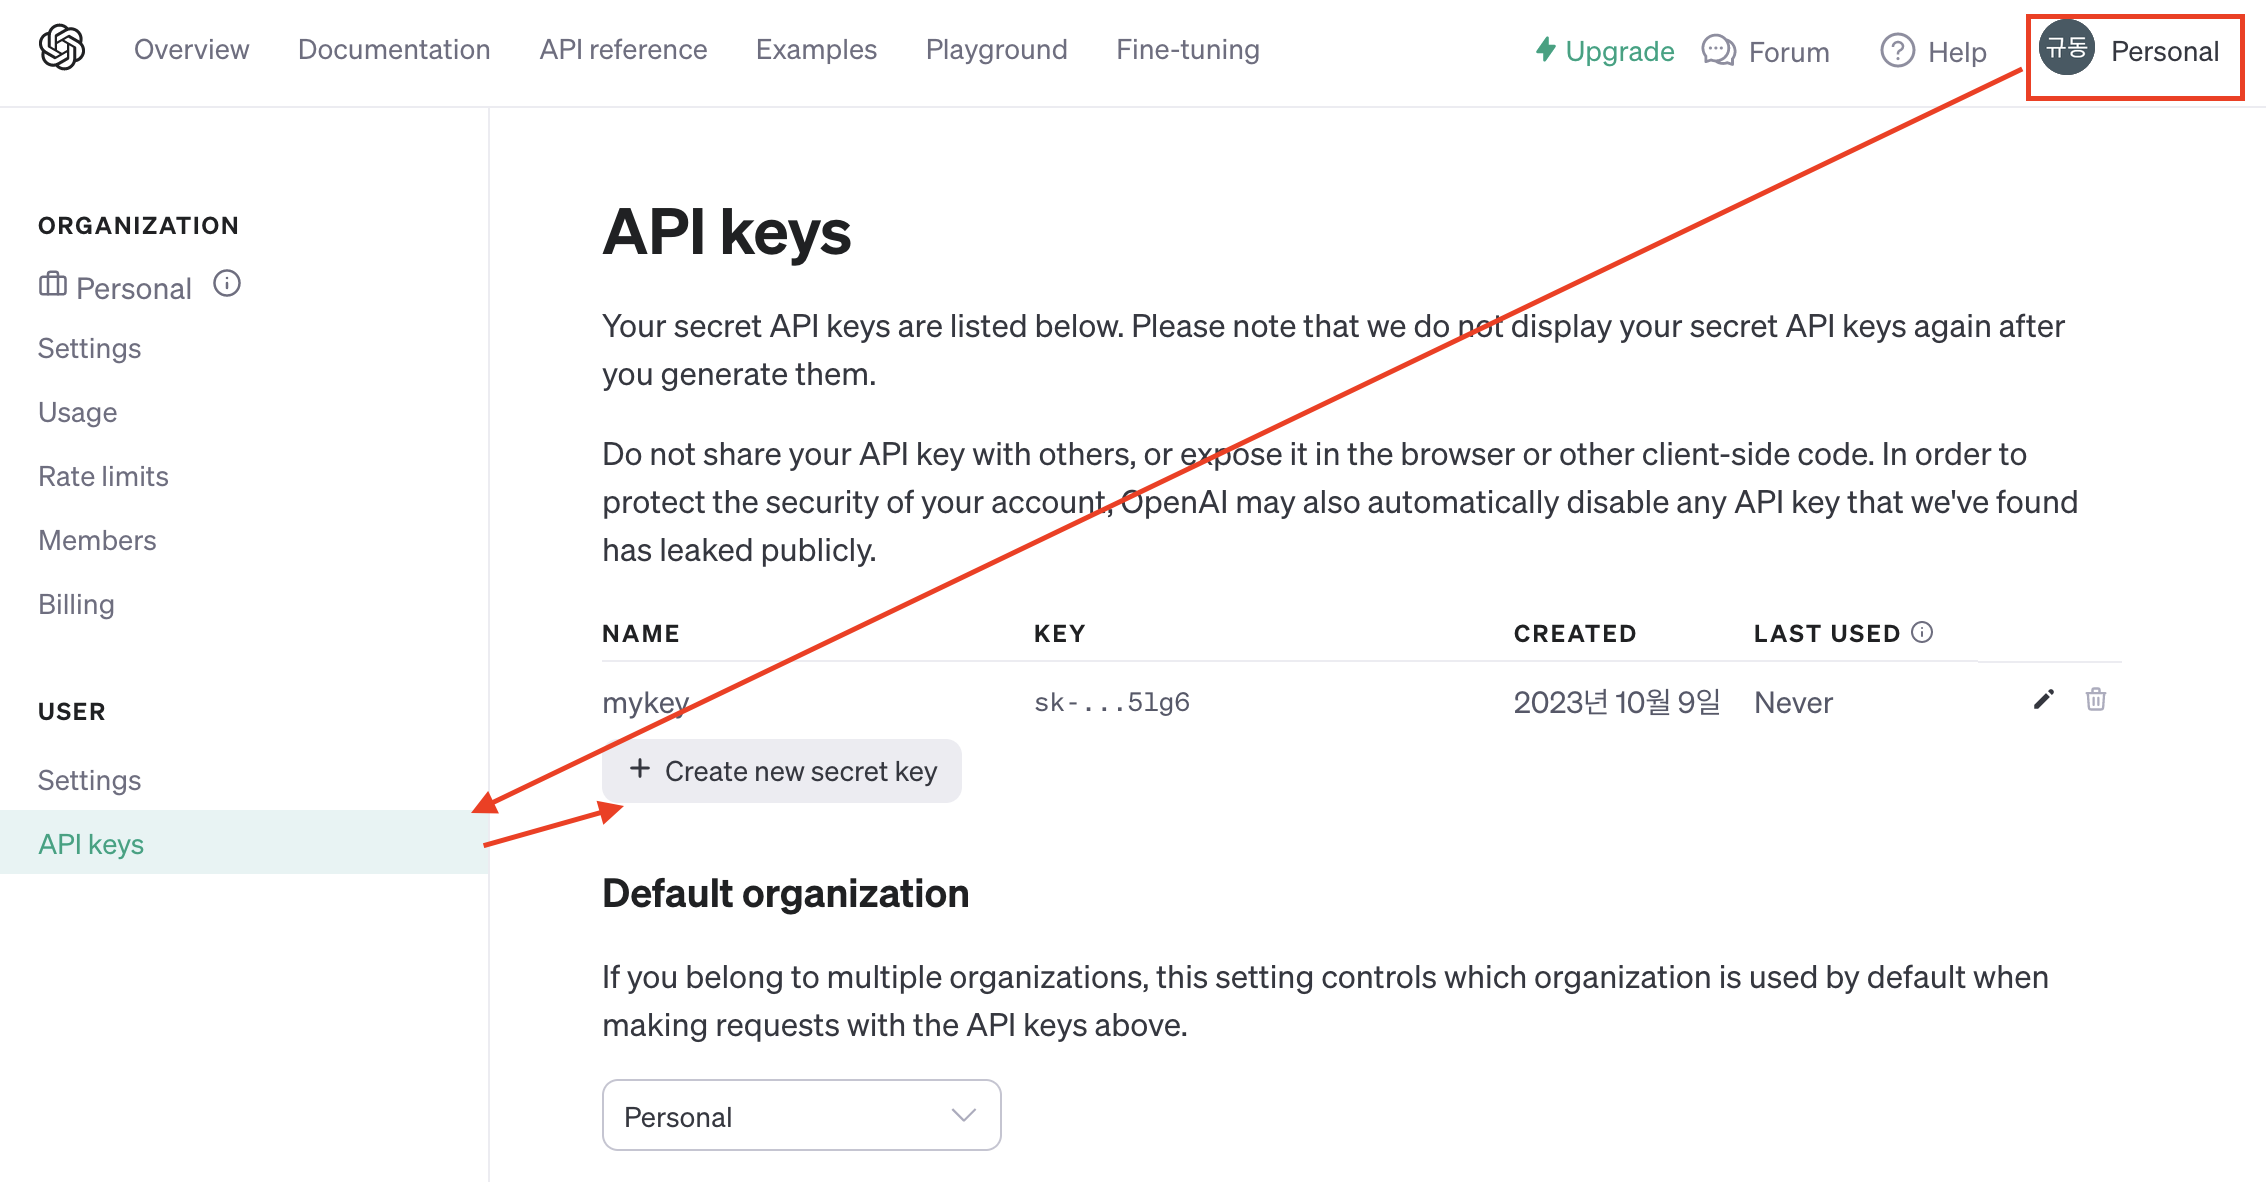 Overview Documentation API reference Examples Playground Fine-tuning Upgrade Forum Help 규동 Personal
ORGANIZATION
Personal
Settings
Usage
Rate limits
Members
Billing
USER
Settings
API keys
API keys
Your secret API keys are listed below. Please note that we do not display your secret API keys again after
you generate them.
Do not share your API key with others, or expose it in the browser or other client-side code. In order to
protect the security of your account, OpenAI may also automatically disable any API key that we've found
has leaked publicly.
NAME KEY CREATED LAST USED
mykey sk-...5lg6 2023년 10월 9일 Never
+ Create new secret key
Default organization
If you belong to multiple organizations, this setting controls which organization is used by default when
making requests with the API keys above.
Personal